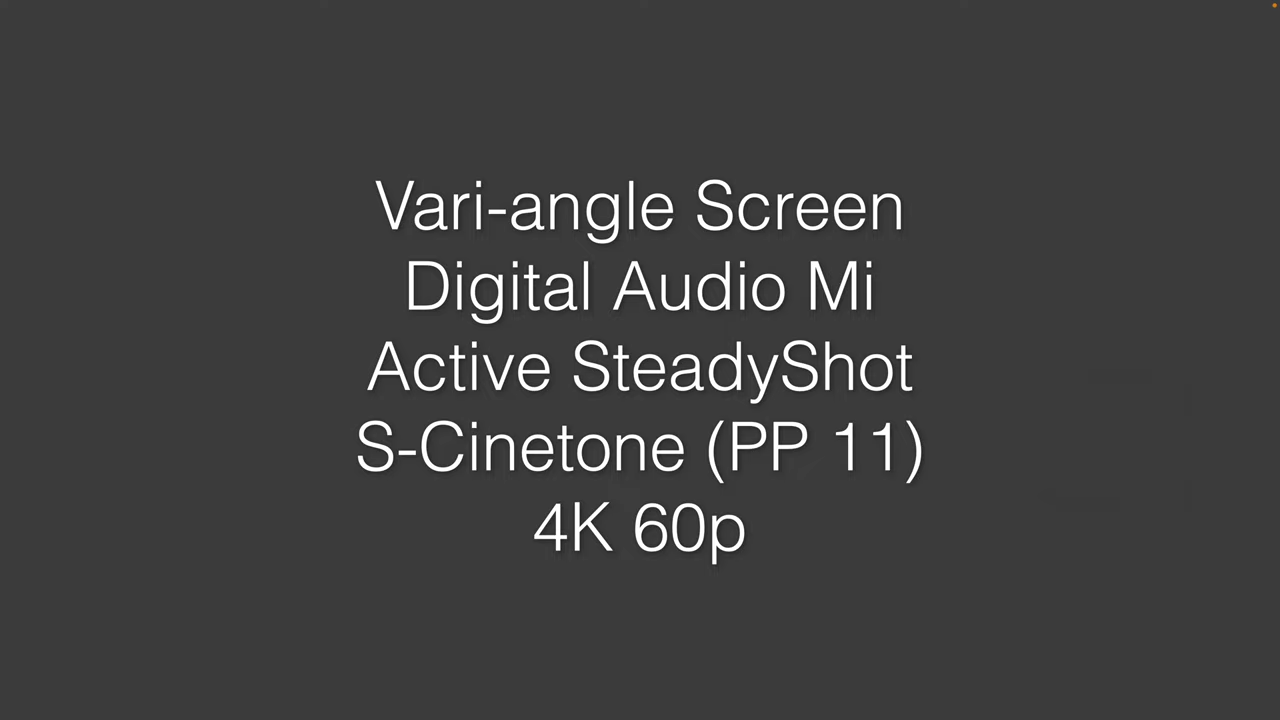 Vari-angle Screen
Digital Audio Mi
Active SteadyShot
S-Cinetone (PP 11)
4K 60p